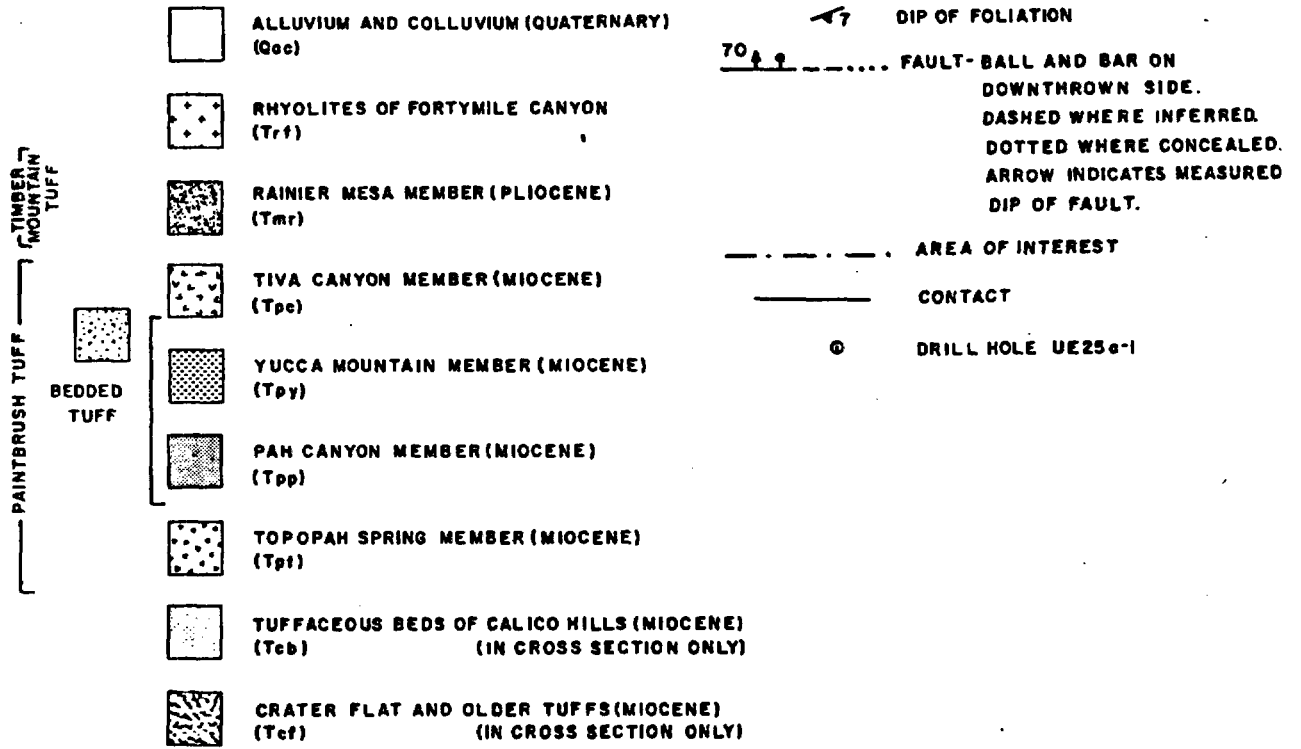 ALLUVIUM AND COLLUVIUM (QUATERNARY)
(Qac)
RHYOLITES OF FORTYMILE CANYON
(Trf)
TIMBER
MOUNTAIN
TUFF
RAINIER MESA MEMBER (PLIOCENE)
(Tmr)
PAINTBRUSH TUFF
BEDDED
TUFF
TIVA CANYON MEMBER (MIOCENE)
(Tpc)
YUCCA MOUNTAIN MEMBER (MIOCENE)
(Tpy)
PAH CANYON MEMBER (MIOCENE)
(Tpp)
TOPOPAH SPRING MEMBER (MIOCENE)
(Tpt)
TUFFACEOUS BEDS OF CALICO HILLS (MIOCENE)
(Tcb) (IN CROSS SECTION ONLY)
CRATER FLAT AND OLDER TUFFS (MIOCENE)
(Tcf) (IN CROSS SECTION ONLY)
7 DIP OF FOLIATION
70 FAULT- BALL AND BAR ON
DOWNTHROWN SIDE.
DASHED WHERE INFERRED.
DOTTED WHERE CONCEALED.
ARROW INDICATES MEASURED
DIP OF FAULT.
AREA OF INTEREST
CONTACT
DRILL HOLE UE25a-1